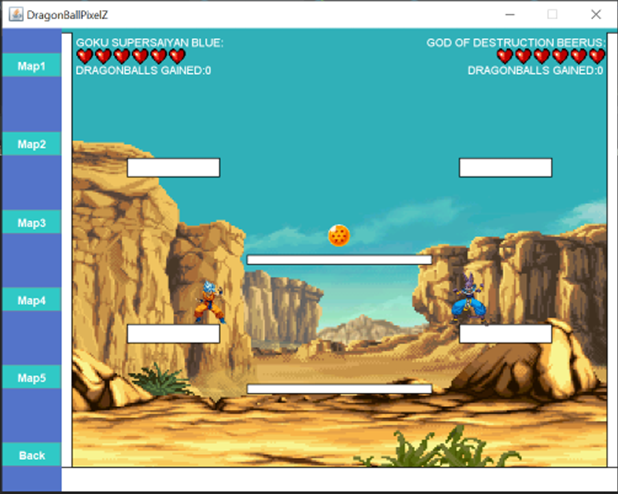 DragonBallPixelZ
GOKU SUPERSAIYAN BLUE:
DRAGONBALLS GAINED:0
GOD OF DESTRUCTION BEERUS:
DRAGONBALLS GAINED:0
Map1
Map2
Map3
Map4
Map5
Back